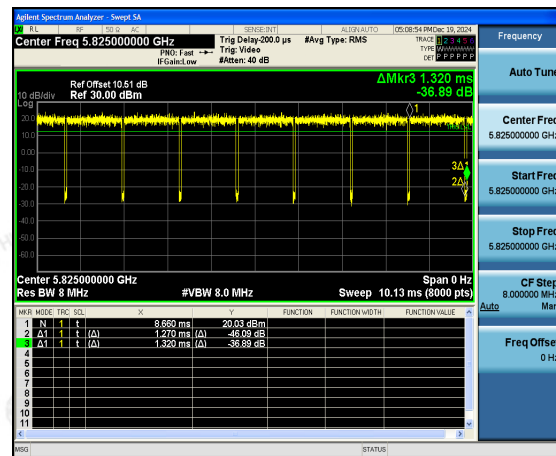 Agilent Spectrum Analyzer - Swept SA
RL RF 50 Ω AC SENSE:INT ALIGN AUTO 05:08:54 PM Dec 19, 2024
Center Freq 5.825000000 GHz
PNO: Fast
IFGain:Low
Trig Delay-200.0 µs
Trig: Video
#Atten: 40 dB
#Avg Type: RMS
TRACE 1 2 3 4 5 6
TYPE
DET P P P P P P
Frequency
Auto Tune
Center Freq
5.825000000 GHz
Start Freq
5.825000000 GHz
Stop Freq
5.825000000 GHz
CF Step
8.000000 MHz
Auto Man
Freq Offset
0 Hz
Ref Offset 10.51 dB
10 dB/div Ref 30.00 dBm
Log
ΔMkr3 1.320 ms
-36.89 dB
20.0
10.0
0.00
-10.0
-20.0
-30.0
-40.0
-50.0
-60.0
1
3Δ1
2Δ
Center 5.825000000 GHz Span 0 Hz
Res BW 8 MHz #VBW 8.0 MHz Sweep 10.13 ms (8000 pts)
MKR MODE TRC SCL X Y FUNCTION FUNCTION WIDTH FUNCTION VALUE
1 N 1 t 8.660 ms 20.03 dBm
2 Δ1 1 t (Δ) 1.270 ms (Δ) -46.09 dB
3 Δ1 1 t (Δ) 1.320 ms (Δ) -36.89 dB
4
5
6
7
8
9
10
11
MSG STATUS